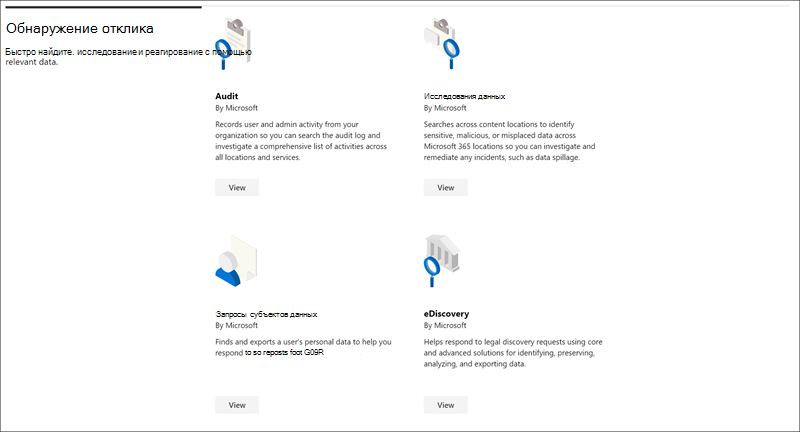 Обнаружение отклика
Быстро найдите. исследование и реагирование с помощью
relevant data.
Audit
By Microsoft
Records user and admin activity from your
organization so you can search the audit log and
investigate a comprehensive list of activities across
all locations and services.
View
Исследования данных
By Microsoft
Searches across content locations to identify
sensitive, malicious, or misplaced data across
Microsoft 365 locations so you can investigate and
remediate any incidents, such as data spillage.
View
Запросы субъектов данных
By Microsoft
Finds and exports a user's personal data to help you
respond to so reposts foot G09R
View
eDiscovery
By Microsoft
Helps respond to legal discovery requests using core
and advanced solutions for identifying, preserving,
analyzing, and exporting data.
View